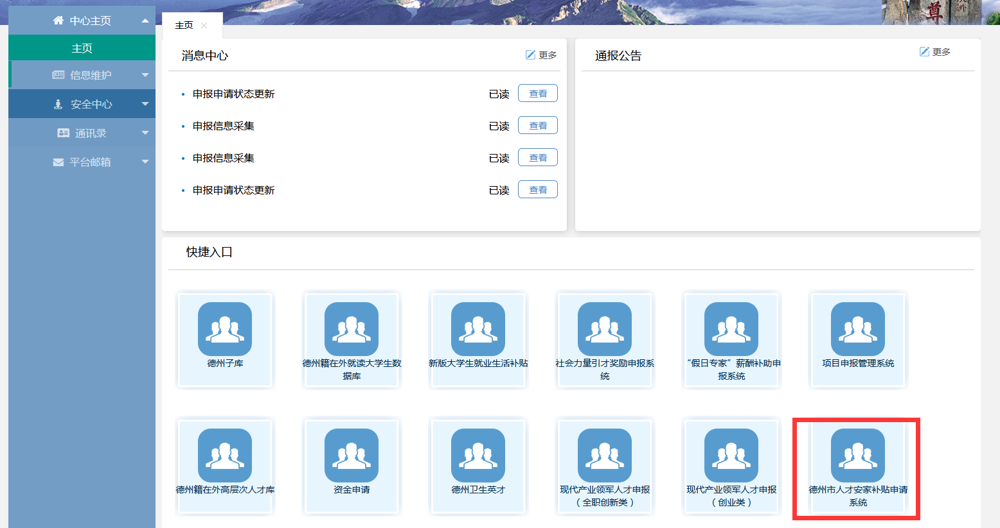 中心主页
主页
信息维护
安全中心
通讯录
平台邮箱
主页
消息中心
更多
申报申请状态更新 已读 查看
申报信息采集 已读 查看
申报信息采集 已读 查看
申报申请状态更新 已读 查看
通报公告
更多
快捷入口
德州子库
德州籍在外就读大学生数
据库
新版大学生就业生活补贴
社会力量引才奖励申报系
统
“假日专家”薪酬补助申
报系统
项目申报管理系统
德州籍在外高层次人才库
资金申请
德州卫生英才
现代产业领军人才申报
（全职创新类）
现代产业领军人才申报
（创业类）
德州市人才安家补贴申请
系统
尊